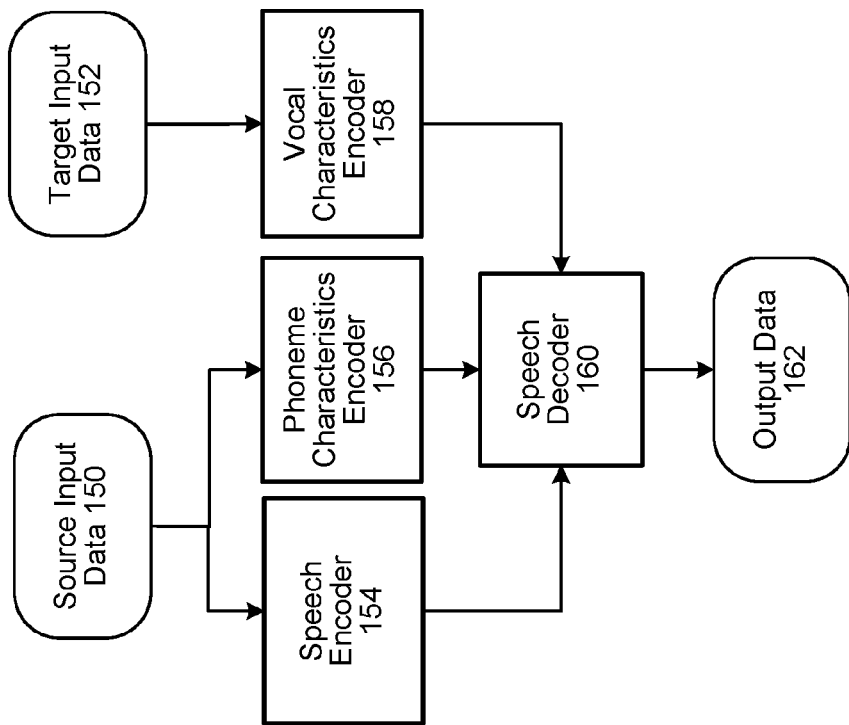 Source Input
Data 150
Target Input
Data 152
Speech
Encoder
154
Phoneme
Characteristics
Encoder
156
Vocal
Characteristics
Encoder
158
Speech
Decoder
160
Output Data
162